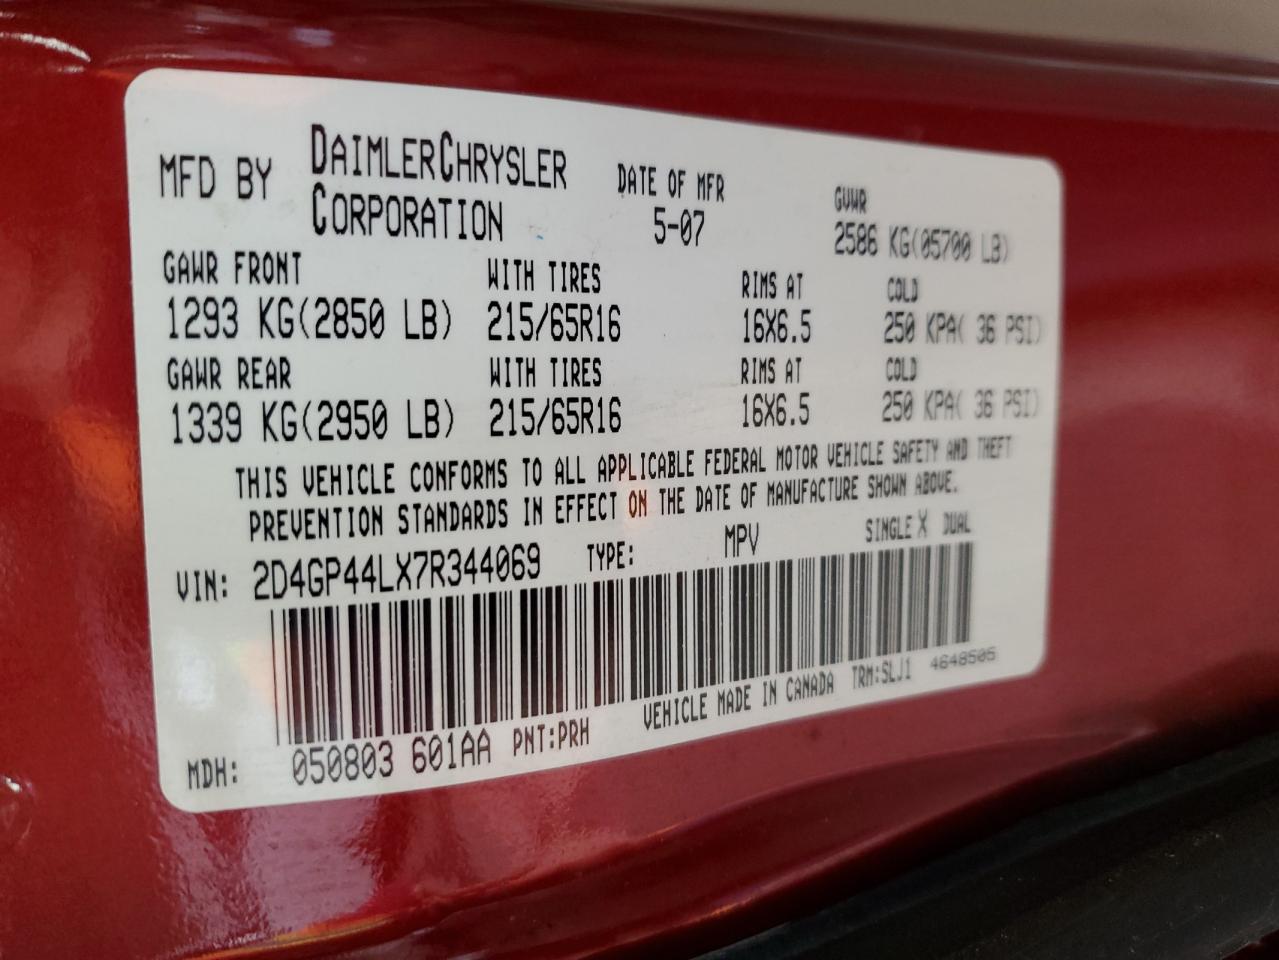 MFD BY DAIMLERCHRYSLER CORPORATION DATE OF MFR 5-07 GVWR 2586 KG(05700 LB)
GAWR FRONT WITH TIRES RIMS AT COLD
1293 KG(2850 LB) 215/65R16 16X6.5 250 KPA( 36 PSI)
GAWR REAR WITH TIRES RIMS AT COLD
1339 KG(2950 LB) 215/65R16 16X6.5 250 KPA( 36 PSI)
THIS VEHICLE CONFORMS TO ALL APPLICABLE FEDERAL MOTOR VEHICLE SAFETY AND THEFT
PREVENTION STANDARDS IN EFFECT ON THE DATE OF MANUFACTURE SHOWN ABOVE.
VIN: 2D4GP44LX7R344069 TYPE: MPV SINGLE X DUAL
MDH: 050803 601AA PNT:PRH VEHICLE MADE IN CANADA TRM:SLJ1 4648505